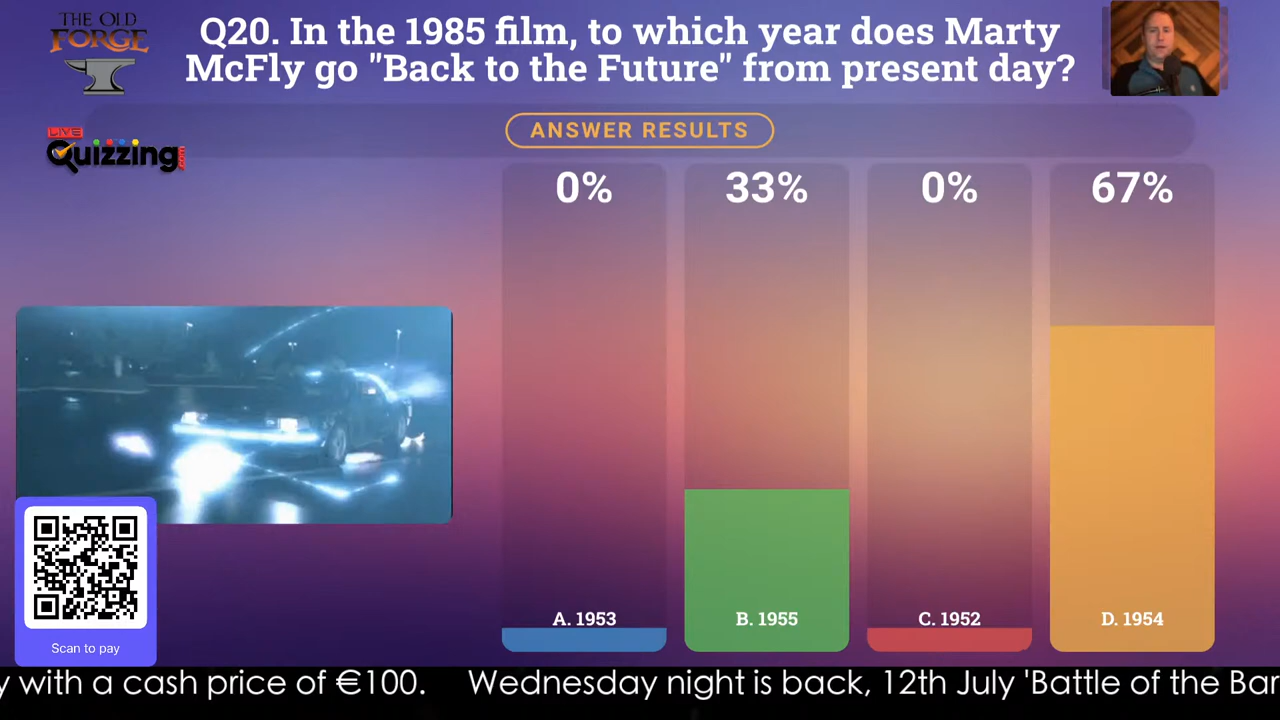 THE OLD
FORGE
Q20. In the 1985 film, to which year does Marty
McFly go "Back to the Future" from present day?
LIVE
Quizzing.com
ANSWER RESULTS
0%
33%
0%
67%
A. 1953
B. 1955
C. 1952
D. 1954
Scan to pay
y with a cash price of €100. Wednesday night is back, 12th July 'Battle of the Bar